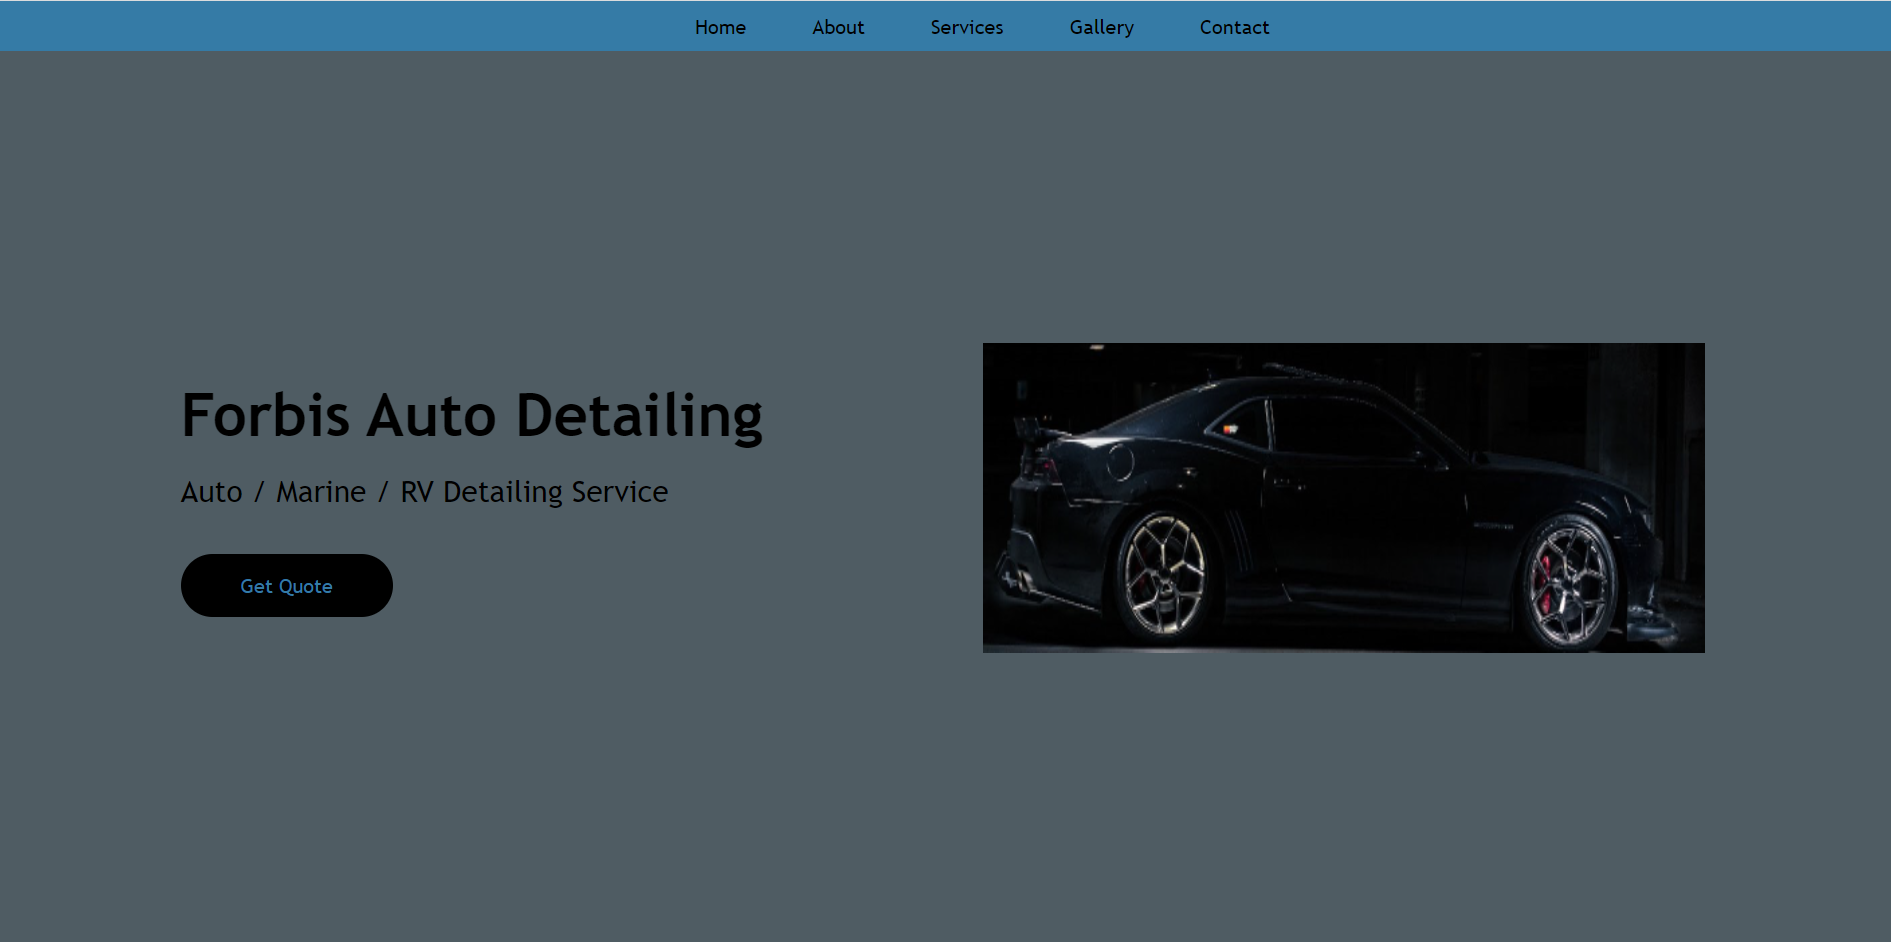 Home About Services Gallery Contact
Forbis Auto Detailing
Auto / Marine / RV Detailing Service
Get Quote